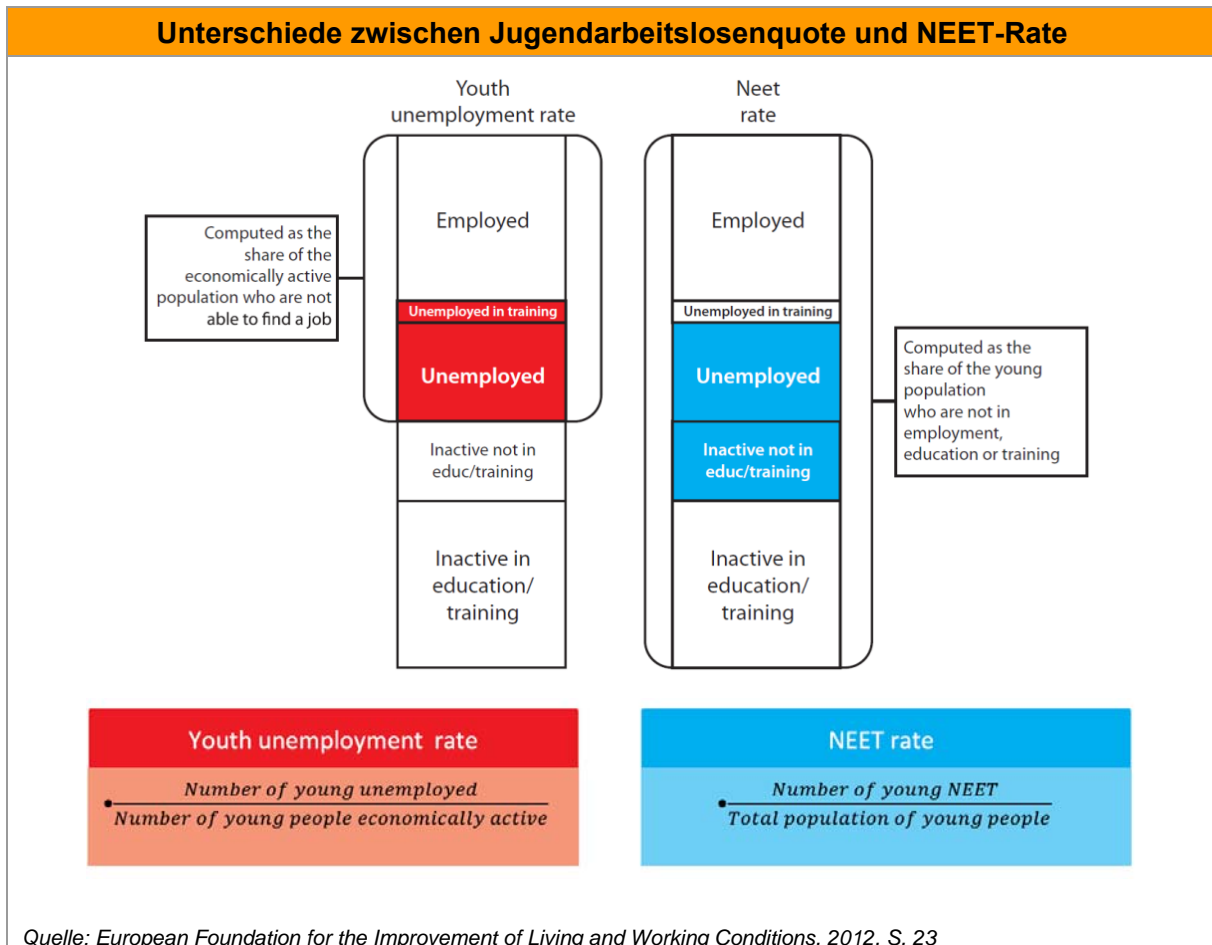 Unterschiede zwischen Jugendarbeitslosenquote und NEET-Rate
Youth
unemployment rate
Neet
rate
Computed as the
share of the
economically active
population who are not
able to find a job
Employed
Unemployed in training
Unemployed
Inactive not in
educ/training
Inactive in
education/
training
Employed
Unemployed in training
Unemployed
Inactive not in
educ/training
Inactive in
education/
training
Computed as the
share of the young
population
who are not in
employment,
education or training
Youth unemployment rate
Number of young unemployed
Number of young people economically active
NEET rate
Number of young NEET
Total population of young people
Quelle: European Foundation for the Improvement of Living and Working Conditions, 2012, S. 23